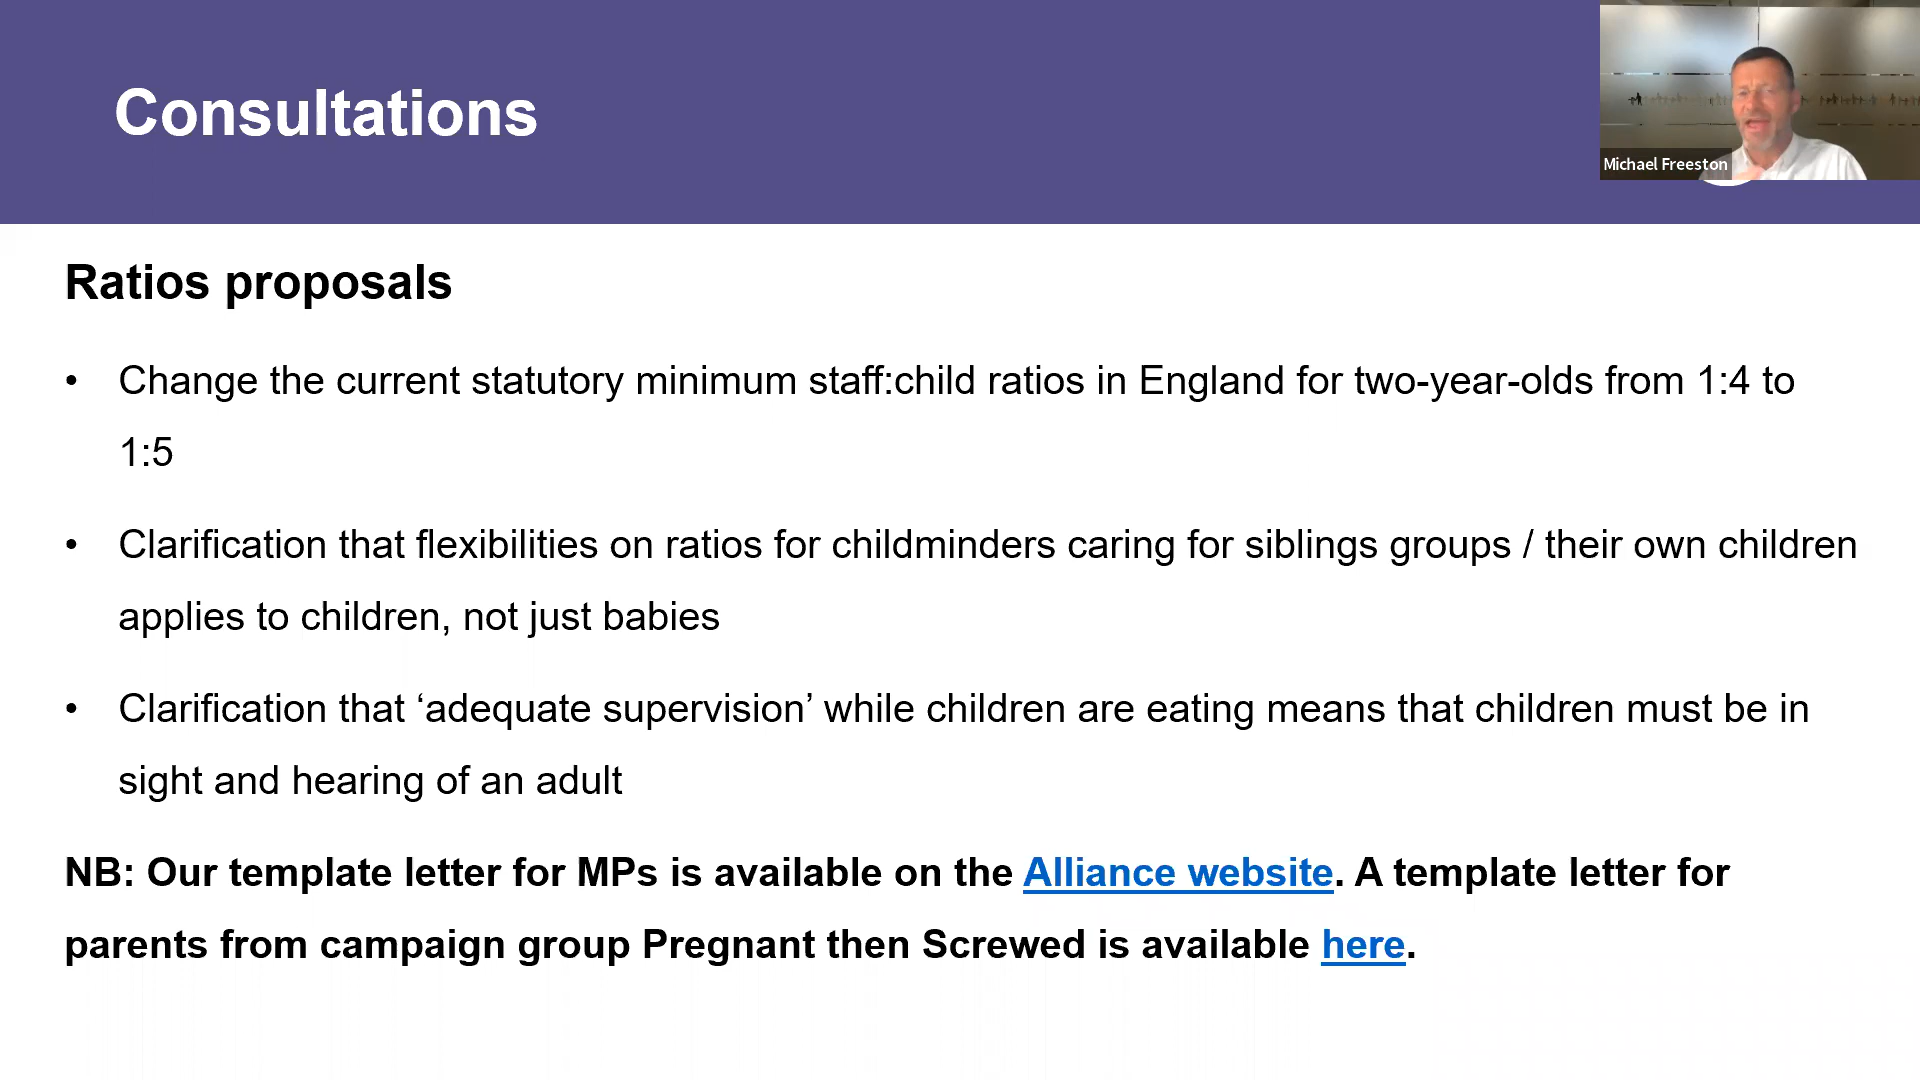 Consultations
Michael Freeston
Ratios proposals
• Change the current statutory minimum staff:child ratios in England for two-year-olds from 1:4 to
1:5
• Clarification that flexibilities on ratios for childminders caring for siblings groups / their own children
applies to children, not just babies
• Clarification that ‘adequate supervision’ while children are eating means that children must be in
sight and hearing of an adult
NB: Our template letter for MPs is available on the Alliance website. A template letter for
parents from campaign group Pregnant then Screwed is available here.